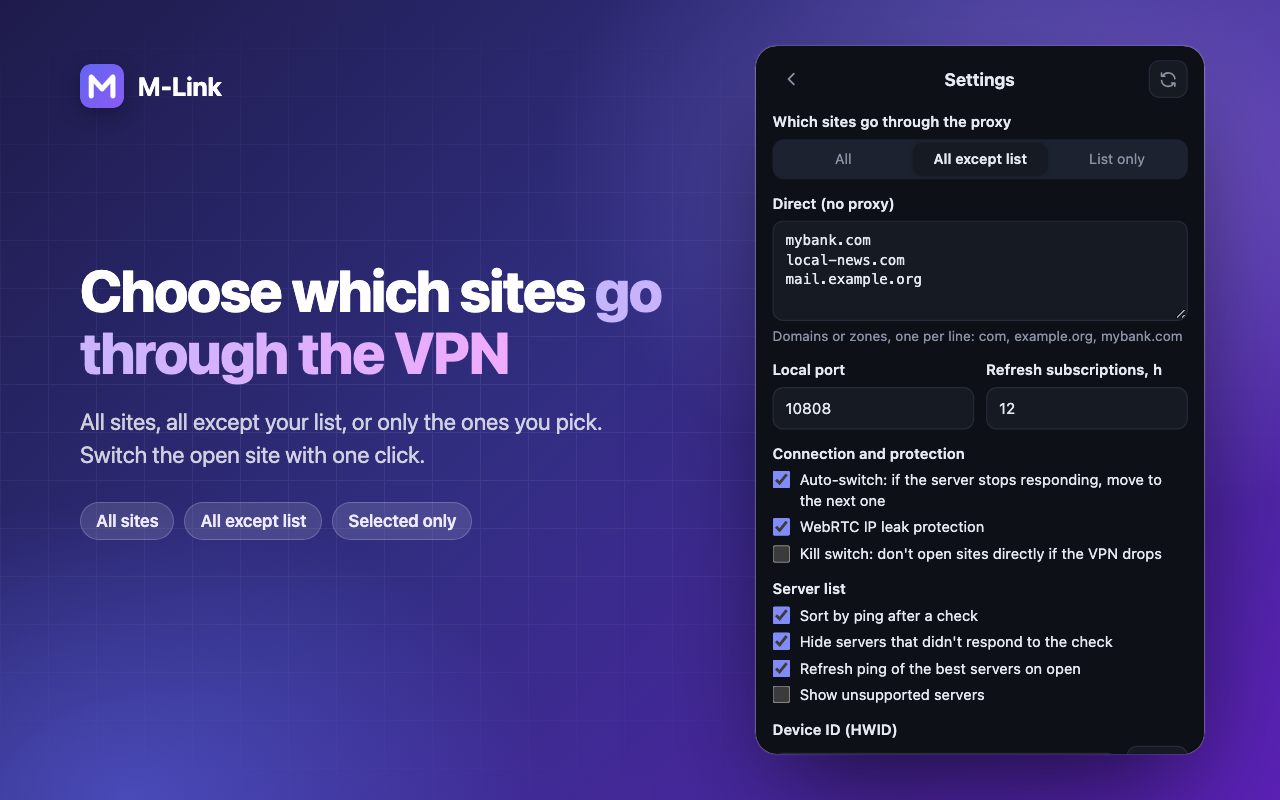 M-Link
Choose which sites go
through the VPN
All sites, all except your list, or only the ones you pick.
Switch the open site with one click.
All sites
All except list
Selected only
Settings
Which sites go through the proxy
All
All except list
List only
Direct (no proxy)
mybank.com
local-news.com
mail.example.org
Domains or zones, one per line: com, example.org, mybank.com
Local port
Refresh subscriptions, h
10808
12
Connection and protection
Auto-switch: if the server stops responding, move to
the next one
WebRTC IP leak protection
Kill switch: don't open sites directly if the VPN drops
Server list
Sort by ping after a check
Hide servers that didn't respond to the check
Refresh ping of the best servers on open
Show unsupported servers
Device ID (HWID)